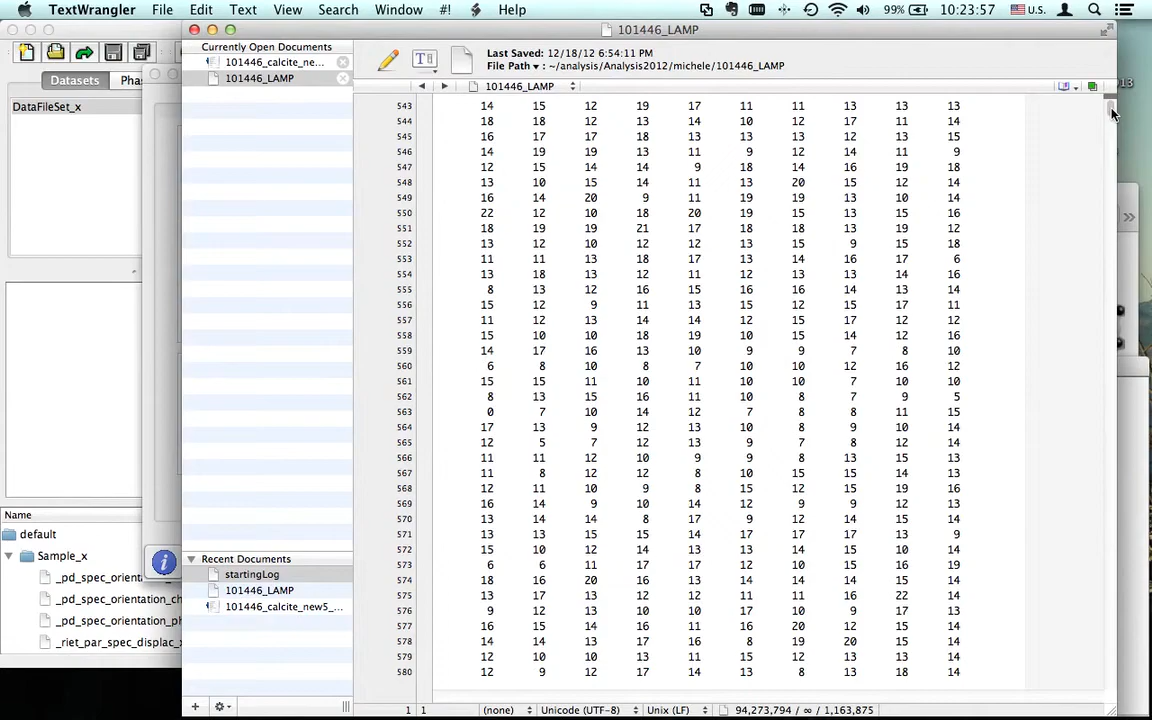 TextWrangler File Edit Text View Search Window #! Help 99% 10:23:57 U.S.
101446_LAMP
Currently Open Documents
101446_calcite_ne...
101446_LAMP
Last Saved: 12/18/12 6:54:11 PM
File Path ▾ : ~/analysis/Analysis2012/michele/101446_LAMP
101446_LAMP
Datasets Pha
DataFileSet_x
543 14 15 12 19 17 11 11 13 13 13
544 18 18 12 13 14 10 12 17 11 14
545 16 17 17 18 13 13 13 12 13 15
546 14 19 19 13 11 9 12 14 11 9
547 12 15 14 14 9 18 14 16 19 18
548 13 10 15 14 11 13 20 15 12 14
549 16 14 20 9 11 19 19 13 10 14
550 22 12 10 18 20 19 15 13 15 16
551 18 19 19 21 17 18 18 13 19 12
552 13 12 10 12 12 13 15 9 15 18
553 11 11 13 18 17 13 14 16 17 6
554 13 18 13 12 11 12 13 13 14 16
555 8 13 12 16 15 16 16 14 13 14
556 15 12 9 11 13 15 12 15 17 11
557 11 12 13 14 14 12 15 17 12 12
558 15 10 10 18 19 10 15 14 12 16
559 14 17 16 13 10 9 9 7 8 10
560 6 8 10 8 7 10 10 12 16 12
561 15 15 11 10 11 10 10 7 10 10
562 8 13 15 16 11 10 8 7 9 5
563 0 7 10 14 12 7 8 8 11 15
564 17 13 9 12 13 10 8 9 10 14
565 12 5 7 12 13 9 7 8 12 14
566 11 11 12 10 9 9 8 13 15 13
567 11 8 12 12 8 10 15 15 14 13
568 12 11 10 9 8 15 12 15 19 16
569 16 14 9 10 14 12 9 9 12 13
570 13 14 14 8 17 9 12 14 15 14
571 13 13 15 15 14 17 17 17 13 9
572 15 10 12 14 13 13 14 15 10 14
573 6 6 11 17 17 12 10 15 16 19
574 18 16 20 16 13 14 14 14 15 14
575 13 17 13 12 12 11 11 16 22 14
576 9 12 13 10 10 17 10 9 17 13
577 16 15 14 16 11 16 20 12 15 14
578 14 14 13 17 16 8 19 20 15 14
579 12 10 10 13 11 15 12 13 13 14
580 12 9 12 17 14 13 8 13 18 14
Name
default
Sample_x
_pd_spec_orientatio
_pd_spec_orientation_ch
_pd_spec_orientation_ph
_riet_par_spec_displac_x
Recent Documents
startingLog
101446_LAMP
101446_calcite_new5_...
1 1 (none) Unicode (UTF-8) Unix (LF) 94,273,794 / ∞ / 1,163,875